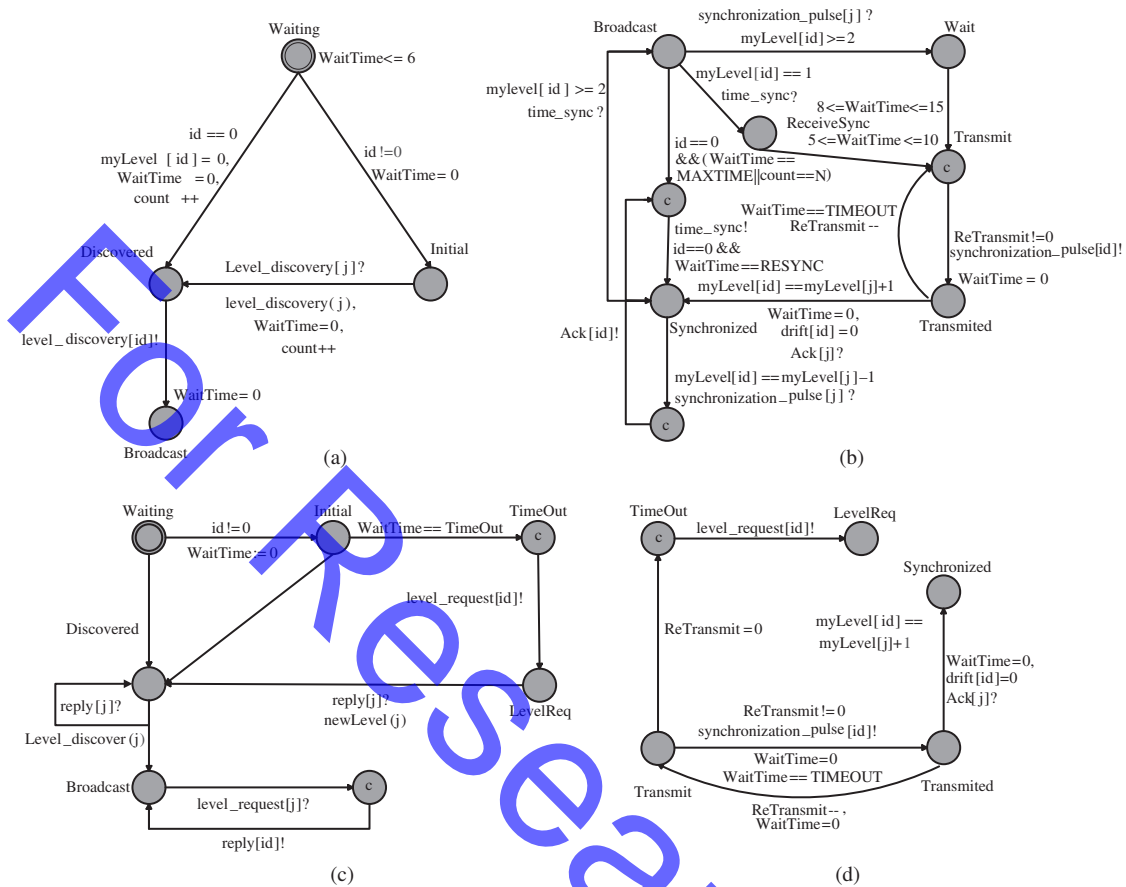 Waiting
WaitTime<= 6
id == 0
myLevel [ id ] = 0,
WaitTime =0,
count ++
id !=0
WaitTime= 0
Discovered
Initial
Level_discovery[ j ]?
level_discovery( j ),
WaitTime=0,
count++
level_discovery[id]!
WaitTime= 0
Broadcast
(a)
synchronization_pulse[ j ] ?
Broadcast
myLevel[ id ]>=2
Wait
mylevel[ id ] >= 2
time_sync ?
myLevel[ id ] == 1
time_sync?
8<=WaitTime<=15
ReceiveSync
5<=WaitTime<=10
Transmit
id==0
&&(WaitTime ==
MAXTIME||count==N)
c
c
WaitTime==TIMEOUT
ReTransmit --
time_sync!
id==0 &&
WaitTime==RESYNC
ReTransmit!=0
synchronization_pulse[id]!
myLevel[ id ] ==myLevel[ j ]+1
WaitTime = 0
Synchronized
WaitTime=0,
drift[ id ] =0
Ack[ j ]?
Transmited
Ack[ id ]!
myLevel[ id ] ==myLevel[ j ]–1
synchronization_pulse [ j ] ?
c
(b)
Waiting
id !=0
WaitTime:=0
Initial
WaitTime== TimeOut
TimeOut
c
level_request[id]!
Discovered
reply[ j ]?
reply[ j ]?
newLevel ( j )
LevelReq
Level_discover ( j )
Broadcast
level_request[ j ]?
c
reply[ id ]!
(c)
TimeOut
c
level_request[id]!
LevelReq
Synchronized
ReTransmit =0
myLevel[ id ] ==
myLevel[ j ]+1
WaitTime=0,
drift[ id ]=0
Ack[ j ]?
ReTransmit!=0
synchronization_pulse [id]!
WaitTime=0
WaitTime== TIMEOUT
Transmit
Transmited
ReTransmit-- ,
WaitTime=0
(d)
For Resea